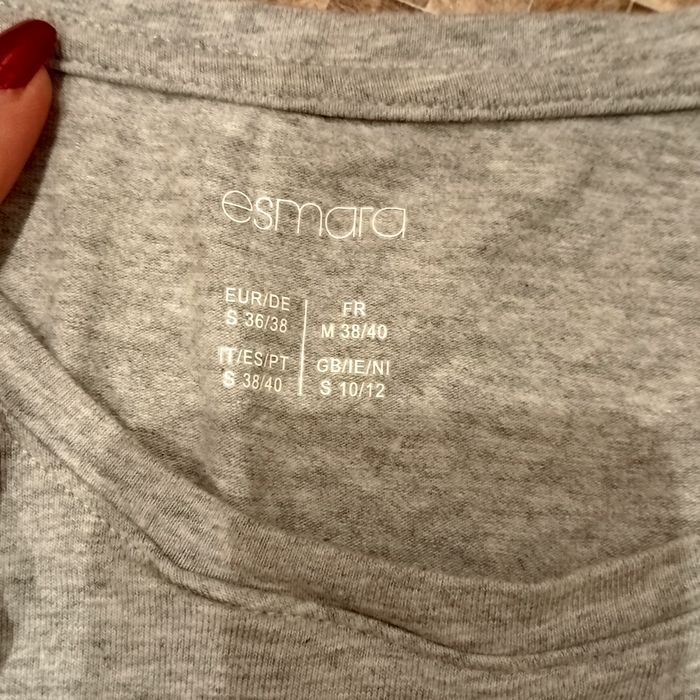 esmara
EUR/DE
S 36/38
FR
M 38/40
IT/ES/PT
S 38/40
GB/IE/NI
S 10/12